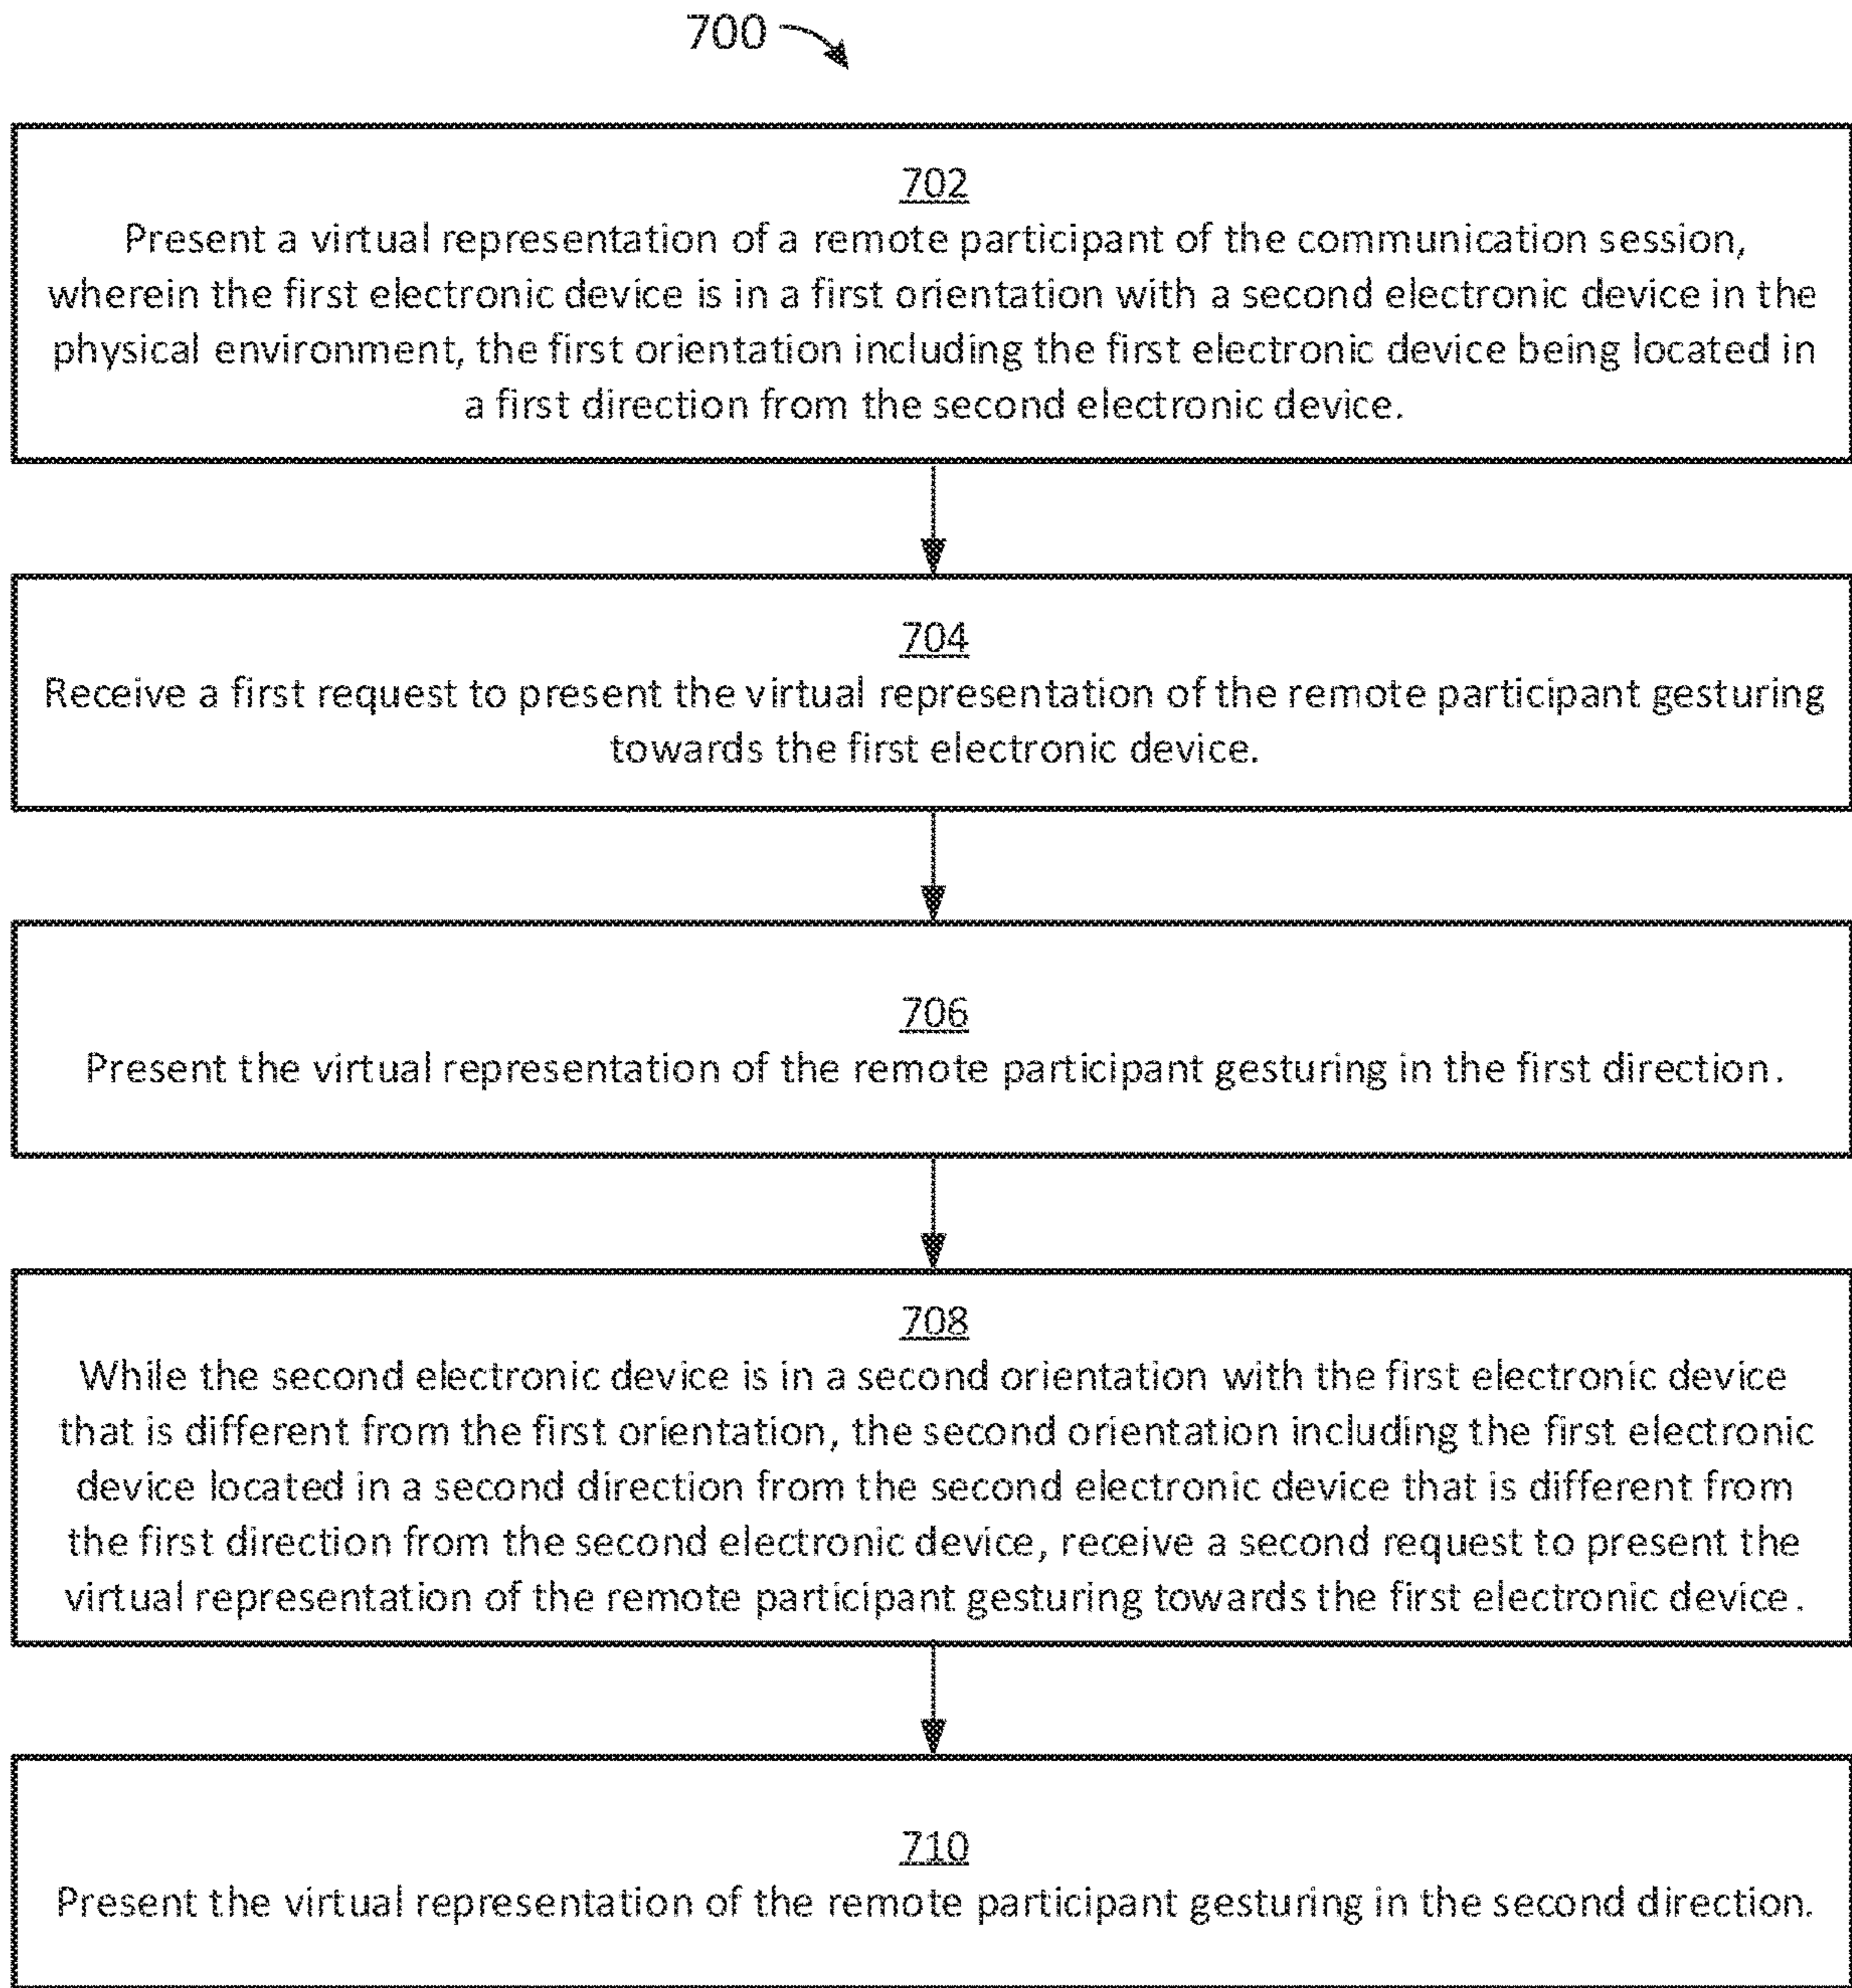 700
702
Present a virtual representation of a remote participant of the communication session,
wherein the first electronic device is in a first orientation with a second electronic device in the
physical environment, the first orientation including the first electronic device being located in
a first direction from the second electronic device.
704
Receive a first request to present the virtual representation of the remote participant gesturing
towards the first electronic device.
706
Present the virtual representation of the remote participant gesturing in the first direction.
708
While the second electronic device is in a second orientation with the first electronic device
that is different from the first orientation, the second orientation including the first electronic
device located in a second direction from the second electronic device that is different from
the first direction from the second electronic device, receive a second request to present the
virtual representation of the remote participant gesturing towards the first electronic device.
710
Present the virtual representation of the remote participant gesturing in the second direction.